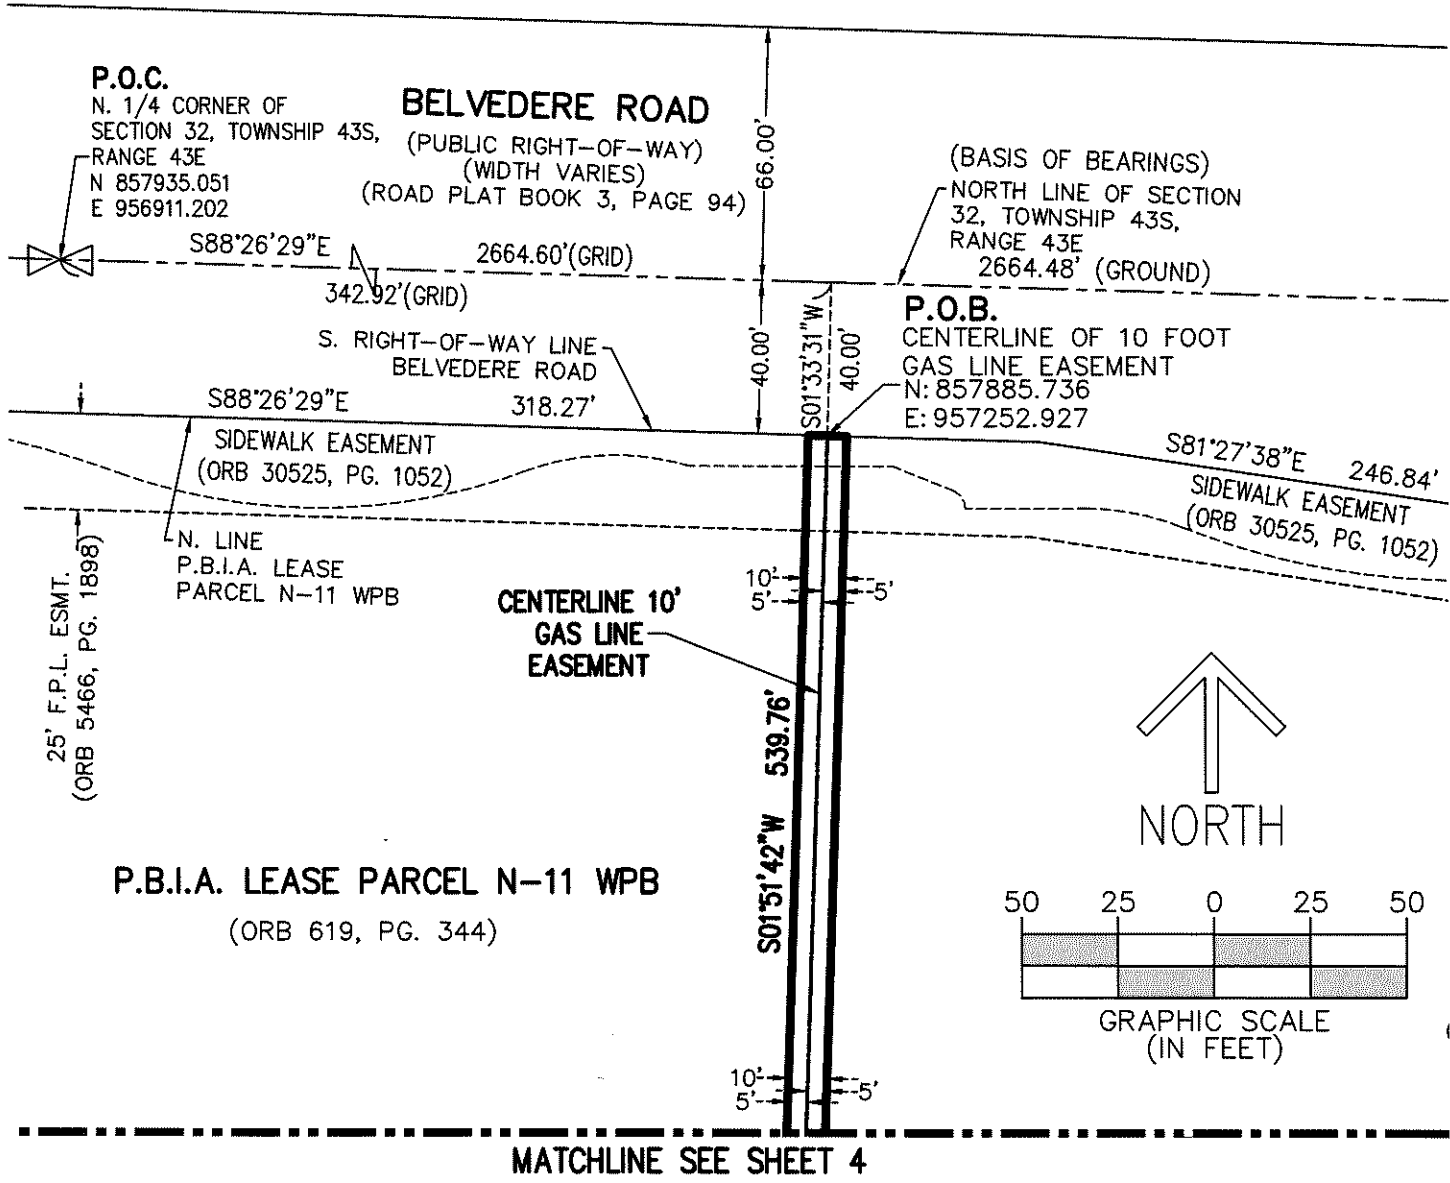 P.O.C.
N. 1/4 CORNER OF
SECTION 32, TOWNSHIP 43S,
RANGE 43E
N 857935.051
E 956911.202
BELVEDERE ROAD
(PUBLIC RIGHT-OF-WAY)
(WIDTH VARIES)
(ROAD PLAT BOOK 3, PAGE 94)
66.00'
(BASIS OF BEARINGS)
NORTH LINE OF SECTION
32, TOWNSHIP 43S,
RANGE 43E
2664.48' (GROUND)
S88°26'29"E
2664.60'(GRID)
342.92'(GRID)
S. RIGHT-OF-WAY LINE
BELVEDERE ROAD
40.00'
S01°33'31"W
40.00'
P.O.B.
CENTERLINE OF 10 FOOT
GAS LINE EASEMENT
N: 857885.736
E: 957252.927
S88°26'29"E
318.27'
SIDEWALK EASEMENT
(ORB 30525, PG. 1052)
S81°27'38"E 246.84'
SIDEWALK EASEMENT
(ORB 30525, PG. 1052)
N. LINE
P.B.I.A. LEASE
PARCEL N-11 WPB
25' F.P.L. ESMT.
(ORB 5466, PG. 1898)
10'
5'
5'
CENTERLINE 10'
GAS LINE
EASEMENT
S01°51'42"W 539.76'
NORTH
P.B.I.A. LEASE PARCEL N-11 WPB
(ORB 619, PG. 344)
50 25 0 25 50
GRAPHIC SCALE
(IN FEET)
10'
5'
5'
MATCHLINE SEE SHEET 4